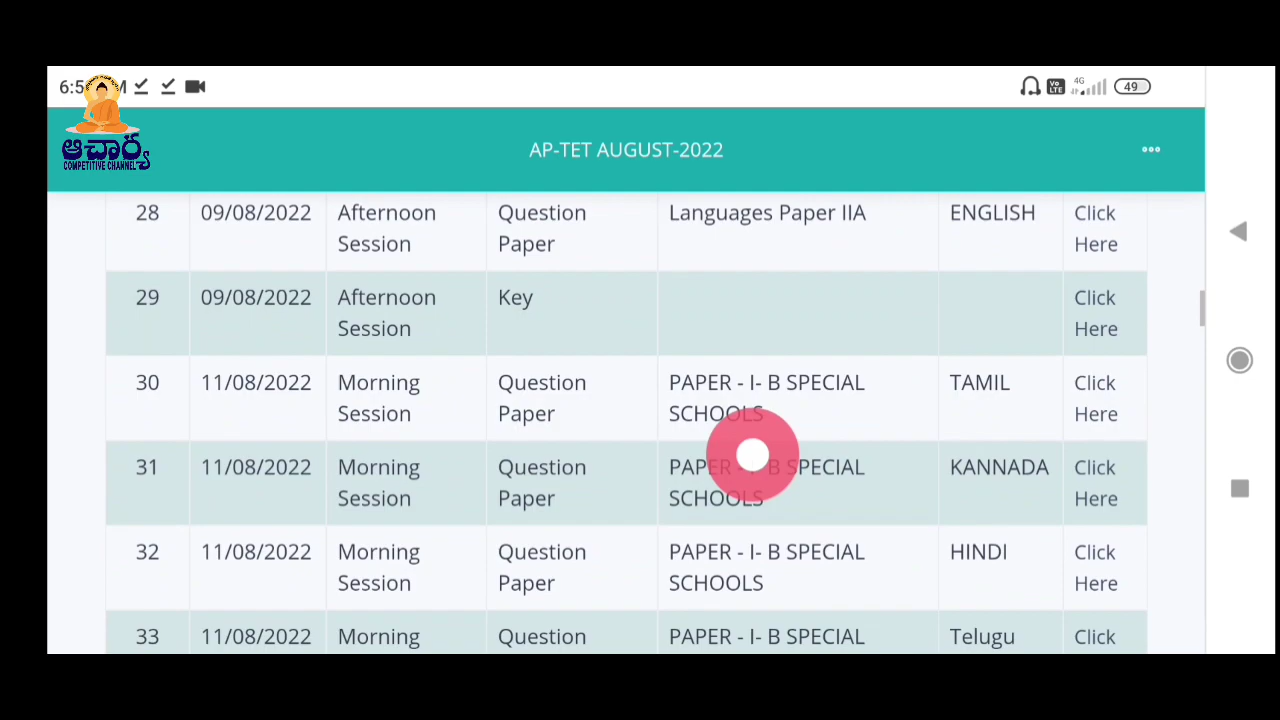 6:5 M
VO LTE
4G
49
ఆచార్య
COMPETITIVE CHANNEL
AP-TET AUGUST-2022
28 09/08/2022 Afternoon Session Question Paper Languages Paper IIA ENGLISH Click Here
29 09/08/2022 Afternoon Session Key Click Here
30 11/08/2022 Morning Session Question Paper PAPER - I- B SPECIAL SCHOOLS TAMIL Click Here
31 11/08/2022 Morning Session Question Paper PAPER - I- B SPECIAL SCHOOLS KANNADA Click Here
32 11/08/2022 Morning Session Question Paper PAPER - I- B SPECIAL SCHOOLS HINDI Click Here
33 11/08/2022 Morning Question PAPER - I- B SPECIAL Telugu Click